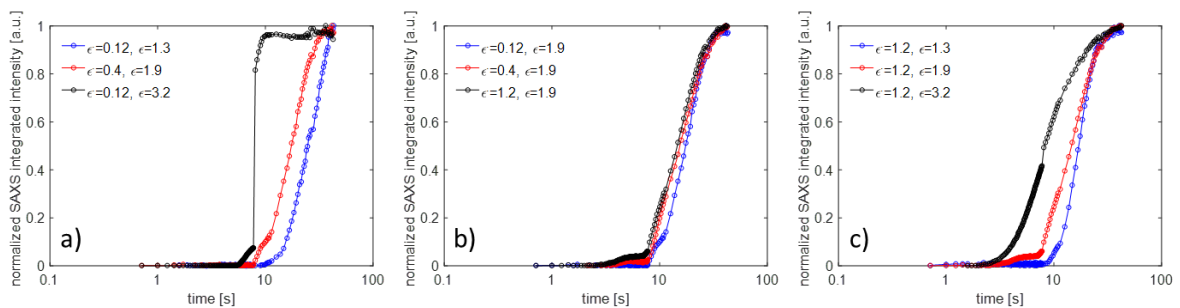 normalized SAXS integrated intensity [a.u.]
1
0.8
0.6
0.4
0.2
0
ϵ̇=0.12, ϵ=1.3
ϵ̇=0.4, ϵ=1.9
ϵ̇=0.12, ϵ=3.2
a)
0.1
1
10
100
time [s]
normalized SAXS integrated intensity [a.u.]
1
0.8
0.6
0.4
0.2
0
ϵ̇=0.12, ϵ=1.9
ϵ̇=0.4, ϵ=1.9
ϵ̇=1.2, ϵ=1.9
b)
0.1
1
10
100
time [s]
normalized SAXS integrated intensity [a.u.]
1
0.8
0.6
0.4
0.2
0
ϵ̇=1.2, ϵ=1.3
ϵ̇=1.2, ϵ=1.9
ϵ̇=1.2, ϵ=3.2
c)
0.1
1
10
100
time [s]